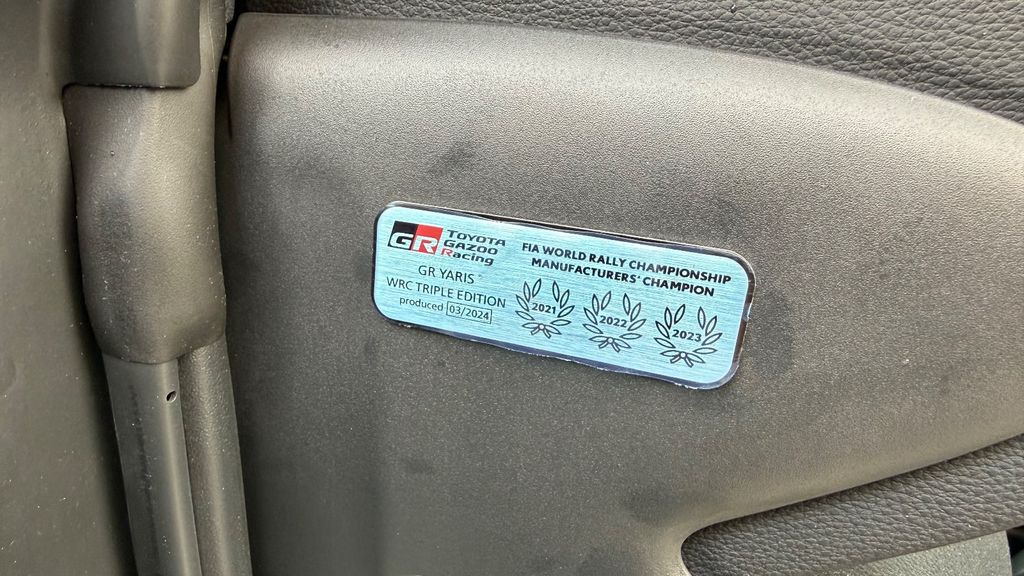 GR TOYOTA
GAZOO
Racing
GR YARIS
WRC TRIPLE EDITION
produced 03/2024
FIA WORLD RALLY CHAMPIONSHIP
MANUFACTURERS' CHAMPION
2021 2022 2023